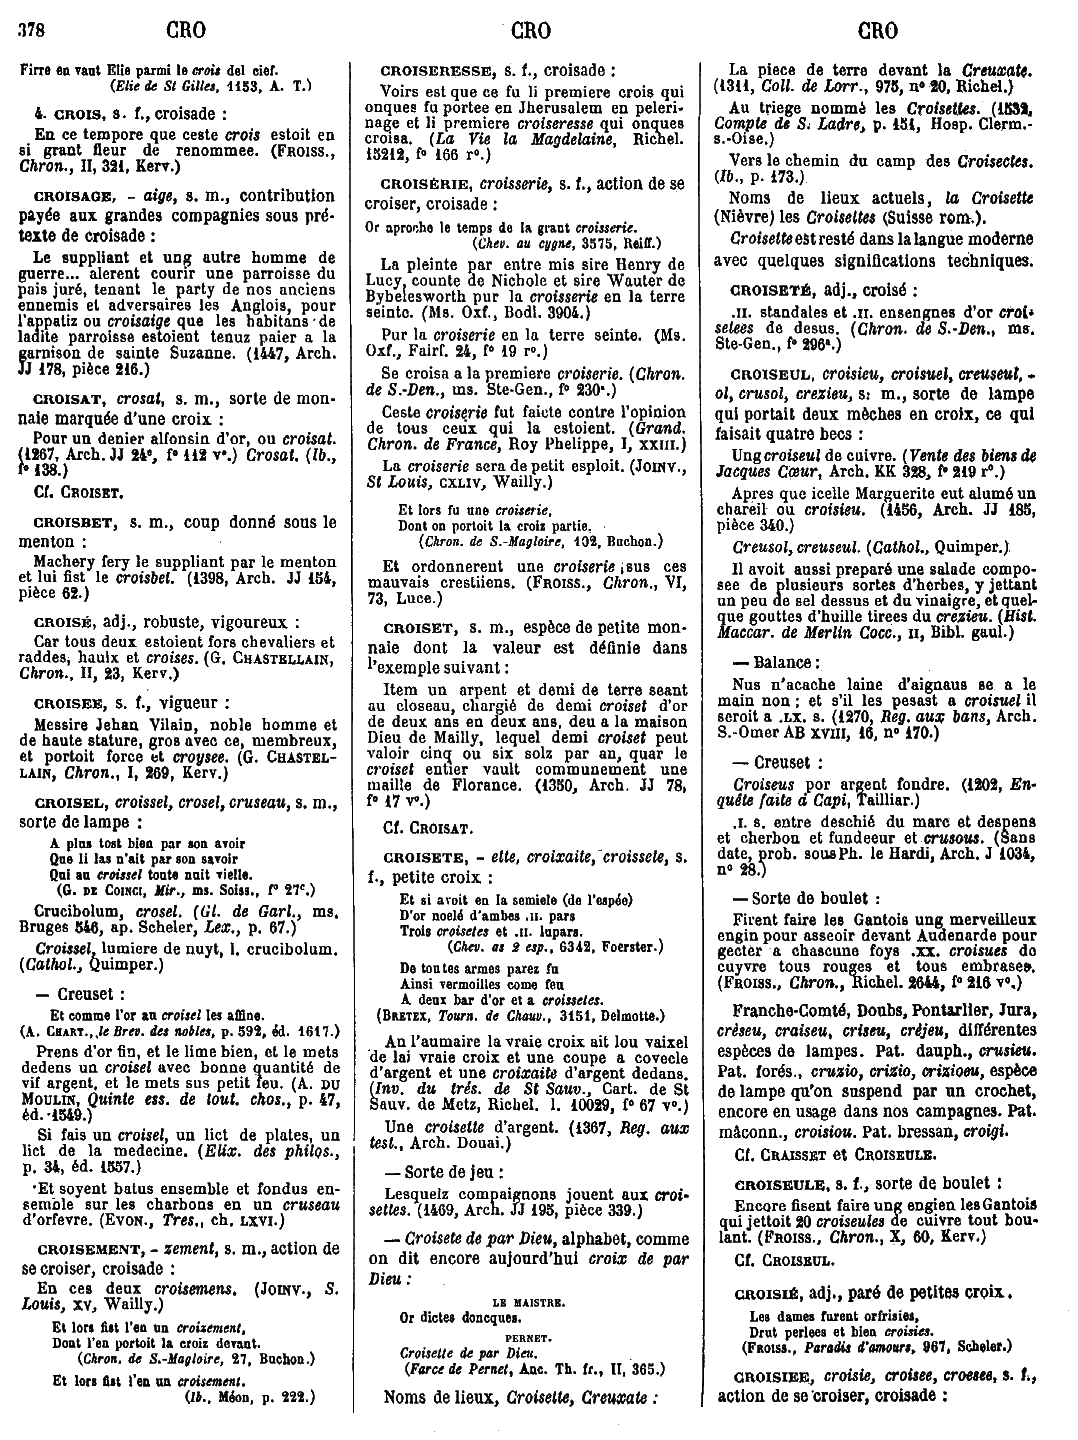 378 CRO CRO CRO
Firre en vant Elie parmi le crois del cief.
(Elie de St Gilles, 1153, A. T.)
4. CROIS, s. f., croisade :
En ce tempore que ceste crois estoit en
si grant fleur de renommee. (FROISS.,
Chron., II, 321, Kerv.)
CROISAGE, - aige, s. m., contribution
payée aux grandes compagnies sous pré-
texte de croisade :
Le suppliant et ung autre homme de
guerre... alerent courir une parroisse du
pais juré, tenant le party de nos anciens
ennemis et adversaires les Anglois, pour
l'appatiz ou croisaige que les habitans de
ladite parroisse estoient tenuz paier a la
garnison de sainte Suzanne. (1447, Arch.
JJ 178, pièce 216.)
CROISAT, crosat, s. m., sorte de mon-
naie marquée d'une croix :
Pour un denier alfonsin d'or, ou croisat.
(1267, Arch. JJ 24e, fo 112 vo.) Crosat. (Ib.,
fo 138.)
Cf. CROISET.
CROISBET, s. m., coup donné sous le
menton :
Machery fery le suppliant par le menton
et lui fist le croisbet. (1398, Arch. JJ 154,
pièce 62.)
CROISÉ, adj., robuste, vigoureux :
Car tous deux estoient fors chevaliers et
raddes, haulx et croises. (G. CHASTELLAIN,
Chron., II, 23, Kerv.)
CROISEE, s. f., vigueur :
Messire Jehan Vilain, noble homme et
de haute stature, gros avec ce, membreux,
et portoit force et croysee. (G. CHASTEL-
LAIN, Chron., I, 269, Kerv.)
CROISEL, croissel, crosel, cruseau, s. m.,
sorte de lampe :
A plus tost bien par son avoir
Que li las n'ait par son savoir
Qui au croissel toute nuit vielle.
(G. DE COINCI, Mir., ms. Soiss., fo 27c.)
Crucibolum, crosel. (Gl. de Garl., ms.
Bruges 546, ap. Scheler, Lex., p. 67.)
Croissel, lumiere de nuyt, l. crucibolum.
(Cathol., Quimper.)
— Creuset :
Et comme l'or au croisel les affine.
(A. CHART., le Brev. des nobles, p. 592, éd. 1617.)
Prens d'or fin, et le lime bien, et le mets
dedens un croisel avec bonne quantité de
vif argent, et le mets sus petit feu. (A. DU
MOULIN, Quinte ess. de tout. chos., p. 47,
éd. 1549.)
Si fais un croisel, un lict de plates, un
lict de la medecine. (Elix. des philos.,
p. 34, éd. 1557.)
Et soyent batus ensemble et fondus en-
semble sur les charbons en un cruseau
d'orfevre. (EVON., Tres., ch. LXVI.)
CROISEMENT, - zement, s. m., action de
se croiser, croisade :
En ces deux croisemens. (JOINV., S.
Louis, XV, Wailly.)
Et lors fist l'en un croizement,
Dont l'en portoit la croiz devant.
(Chron. de S.-Magloire, 27, Buchon.)
Et lors fist l'en un croisement.
(Ib., Méon, p. 222.)
CROISERESSE, s. f., croisade :
Voirs est que ce fu li premiere crois qui
onques fu portee en Jherusalem en peleri-
nage et li premiere croiseresse qui onques
croisa. (La Vie la Magdelaine, Richel.
15212, fo 166 ro.)
CROISERIE, croisserie, s. f., action de se
croiser, croisade :
Or aproche le temps de la grant croisserie.
(Chev. au cygne, 3575, Reiff.)
La pleinte par entre mis sire Henry de
Lucy, counte de Nichole et sire Wauter de
Bybelesworth pur la croisserie en la terre
seinte. (Ms. Oxf., Bodl. 3904.)
Pur la croiserie en la terre seinte. (Ms.
Oxf., Fairf. 24, fo 19 ro.)
Se croisa a la premiere croiserie. (Chron.
de S.-Den., ms. Ste-Gen., fo 230a.)
Ceste croiserie fut faicte contre l'opinion
de tous ceux qui la estoient. (Grand.
Chron. de France, Roy Phelippe, I, XXIII.)
La croiserie sera de petit esploit. (JOINV.,
St Louis, CXLIV, Wailly.)
Et lors fu une croiserie,
Dont on portoit la croiz partie.
(Chron. de S.-Magloire, 102, Buchon.)
Et ordonnerent une croiserie sus ces
mauvais crestiiens. (FROISS., Chron., VI,
73, Luce.)
CROISET, s. m., espèce de petite mon-
naie dont la valeur est définie dans
l'exemple suivant :
Item un arpent et demi de terre seant
au closeau, chargié de demi croiset d'or
de deux ans en deux ans, deu a la maison
Dieu de Mailly, lequel demi croiset peut
valoir cinq ou six solz par an, quar le
croiset entier vault communement une
maille de Florance. (1350, Arch. JJ 78,
fo 17 vo.)
Cf. CROISAT.
CROISETE, - ette, croixaite, croissete, s.
f., petite croix :
Et si avoit en la semiele (de l'espée)
D'or noelé d'ambes .II. pars
Trois croisetes et .II. lupars.
(Chev. as 2 esp., 6342, Foerster.)
De toutes armes parez fu
Ainsi vermoilles come feu
A deux bar d'or et a croissetes.
(BRETEX, Tourn. de Chauv., 3151, Delmotte.)
An l'aumaire la vraie croix ait lou vaixel
de lai vraie croix et une coupe a covecle
d'argent et une croixaite d'argent dedans.
(Inv. du trés. de St Sauv., Cart. de St
Sauv. de Metz, Richel. l. 10029, fo 67 vo.)
Une croisette d'argent. (1367, Reg. aux
test., Arch. Douai.)
— Sorte de jeu :
Lesquelz compaignons jouent aux croi-
settes. (1469, Arch. JJ 195, pièce 339.)
— Croisete de par Dieu, alphabet, comme
on dit encore aujourd'hui croix de par
Dieu :
LE MAISTRE.
Or dictes doncques.
PERNET.
Croisette de par Dieu.
(Farce de Pernet, Anc. Th. fr., II, 365.)
Noms de lieux, Croisette, Creuxate :
La piece de terre devant la Creuxate.
(1311, Coll. de Lorr., 975, no 20, Richel.)
Au triege nommé les Croisettes. (1532,
Compte de S. Ladre, p. 151, Hosp. Clerm.-
s.-Oise.)
Vers le chemin du camp des Croisectes.
(Ib., p. 173.)
Noms de lieux actuels, la Croisette
(Nièvre) les Croisettes (Suisse rom.).
Croisette est resté dans la langue moderne
avec quelques significations techniques.
CROISETÉ, adj., croisé :
.II. standales et .II. ensengnes d'or croi-
setees de desus. (Chron. de S.-Den., ms.
Ste-Gen., fo 296a.)
CROISEUL, croisieu, croisuel, creuseul, -
ol, crusol, crezieu, s. m., sorte de lampe
qui portait deux mèches en croix, ce qui
faisait quatre becs :
Ung croiseul de cuivre. (Vente des biens de
Jacques Cœur, Arch. KK 328, fo 219 ro.)
Apres que icelle Marguerite eut alumé un
chareil ou croisieu. (1456, Arch. JJ 185,
pièce 340.)
Creusol, creuseul. (Cathol., Quimper.)
Il avoit aussi preparé une salade compo-
see de plusieurs sortes d'herbes, y jettant
un peu de sel dessus et du vinaigre, et quel-
que gouttes d'huille tirees du crezieu. (Hist.
Maccar. de Merlin Cocc., II, Bibl. gaul.)
— Balance :
Nus n'acache laine d'aignaus se a le
main non ; et s'il les pesast a croisuel il
seroit a .LX. s. (1270, Reg. aux bans, Arch.
S.-Omer AB XVIII, 16, no 170.)
— Creuset :
Croiseus por argent fondre. (1202, En-
quête faite a Capi, Tailliar.)
.I. s. entre deschié du marc et despens
et cherbon et fundeeur et crusous. (Sans
date, prob. sous Ph. le Hardi, Arch. J 1034,
no 28.)
— Sorte de boulet :
Firent faire les Gantois ung merveilleux
engin pour asseoir devant Audenarde pour
gecter a chascune foys .XX. croisues de
cuyvre tous rouges et tous embrases.
(FROISS., Chron., Richel. 2644, fo 216 vo.)
Franche-Comté, Doubs, Pontarlier, Jura,
crèseu, craiseu, criseu, crèjeu, différentes
espèces de lampes. Pat. dauph., crusieu.
Pat. forés., cruzio, crizio, crizioeu, espèce
de lampe qu'on suspend par un crochet,
encore en usage dans nos campagnes. Pat.
mâconn., croisiou. Pat. bressan, croigi.
Cf. CRAISSET et CROISEULE.
CROISEULE, s. f., sorte de boulet :
Encore fisent faire ung engien les Gantois
qui jettoit 20 croiseules de cuivre tout bou-
lant. (FROISS., Chron., X, 60, Kerv.)
Cf. CROISEUL.
CROISIÉ, adj., paré de petites croix.
Les dames furent orfrisies,
Drut perlees et bien croisies.
(FROISS., Paradis d'amours, 967, Scheler.)
CROISIEE, croisie, croisee, croesee, s. f.,
action de se croiser, croisade :